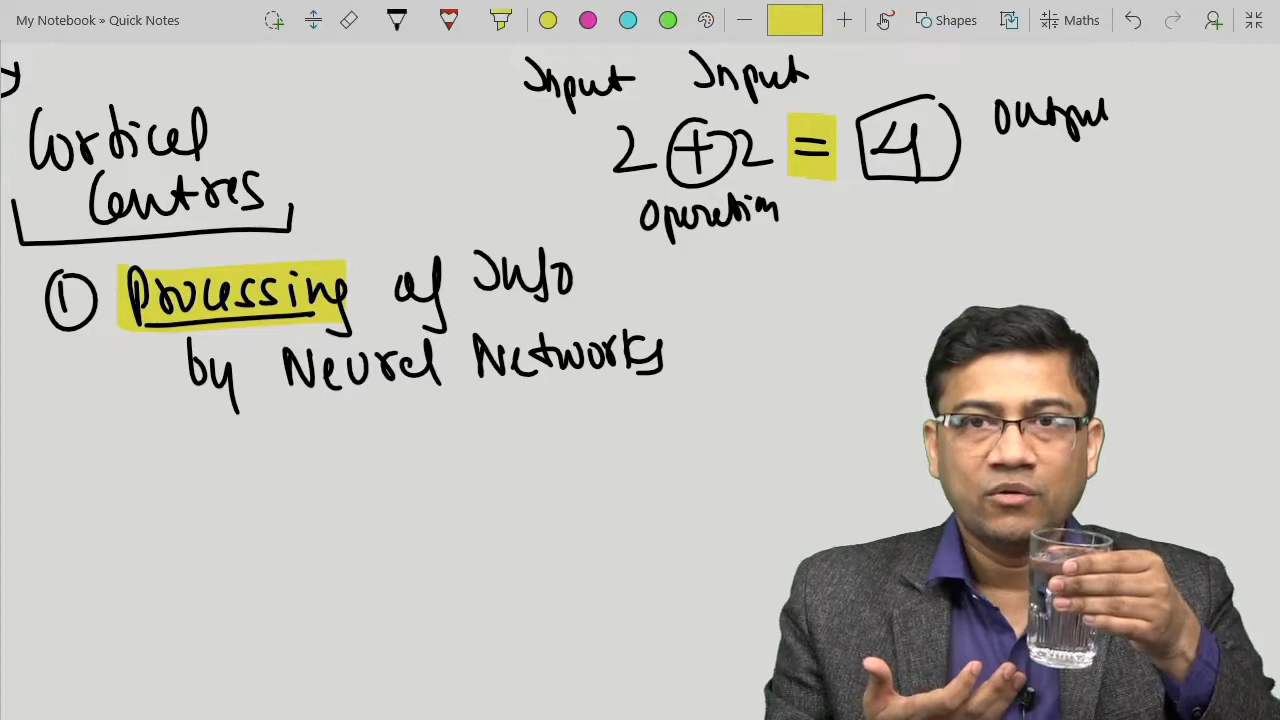 My Notebook » Quick Notes
Shapes
Maths
y
Input Input Output
2 + 2 = 4
Operation
Cortical
Centres
① Processing of Info
by Neural Networks